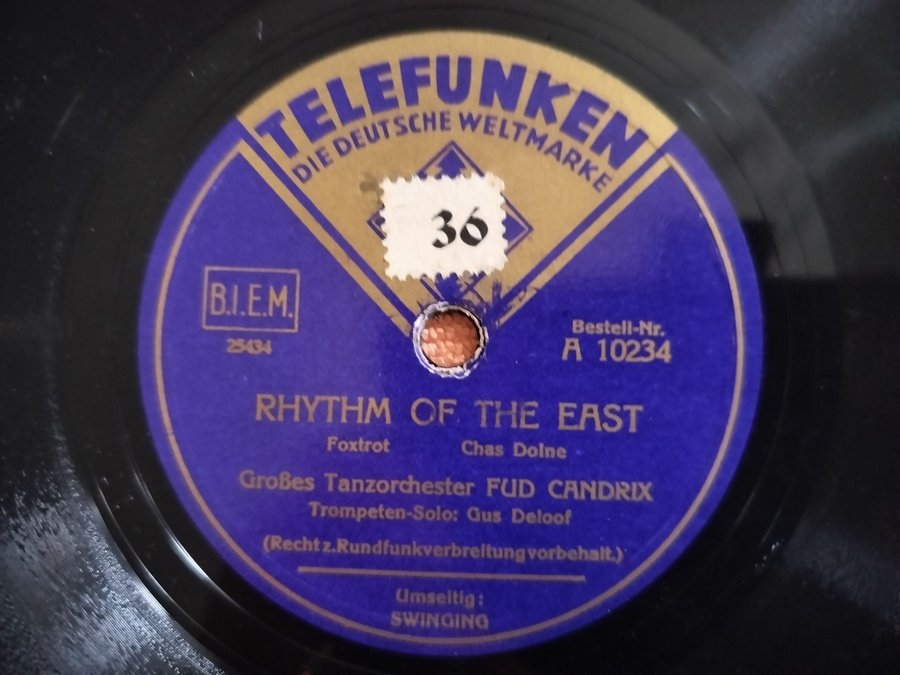 TELEFUNKEN
DIE DEUTSCHE WELTMARKE
36
B.I.E.M.
25434
Bestell-Nr.
A 10234
RHYTHM OF THE EAST
Foxtrot Chas Dolne
Großes Tanzorchester FUD CANDRIX
Trompeten-Solo: Gus Deloof
(Recht z. Rundfunkverbreitung vorbehalt.)
Umseitig:
SWINGING